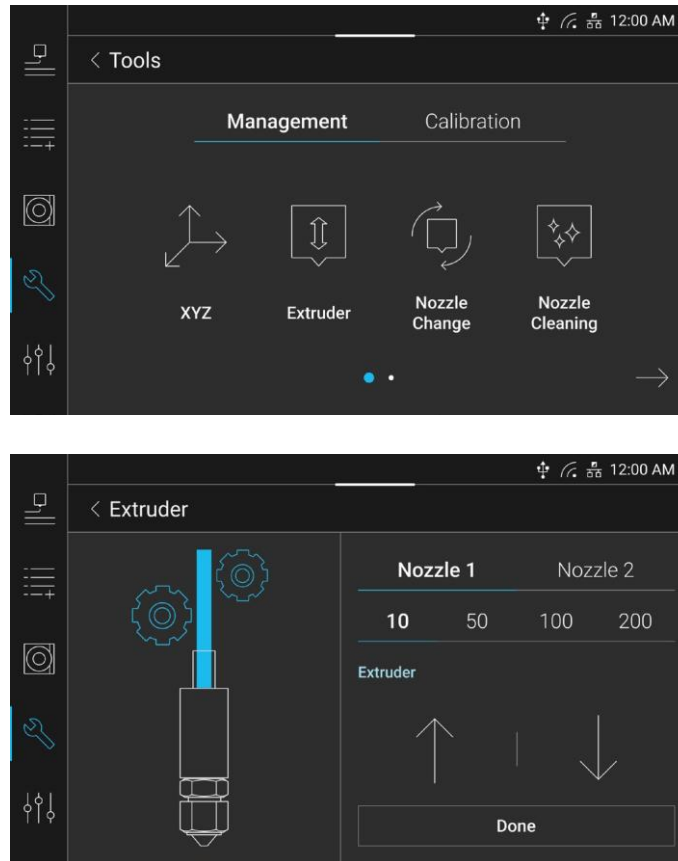 12:00 AM
< Tools
Management Calibration
XYZ Extruder Nozzle Change Nozzle Cleaning
12:00 AM
< Extruder
Nozzle 1 Nozzle 2
10 50 100 200
Extruder
Done